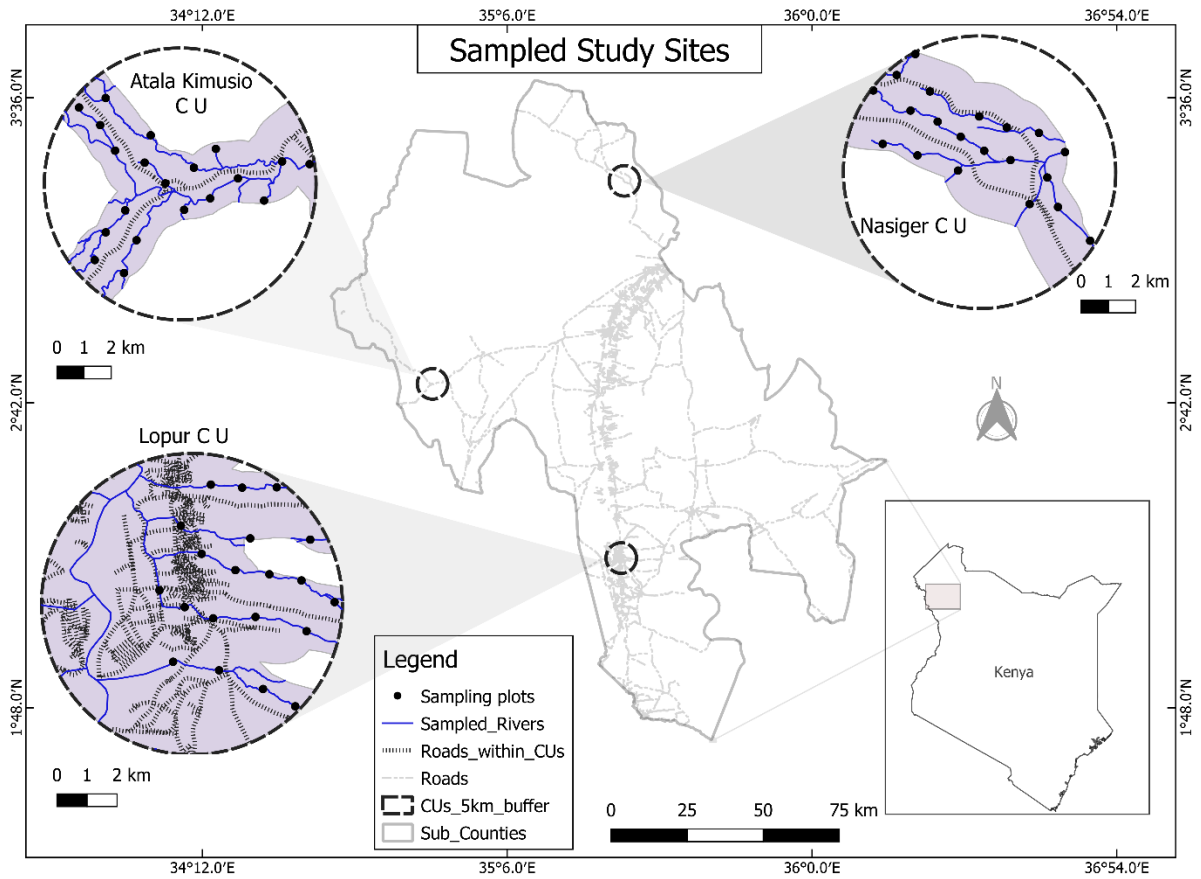 34°12.0′E 35°6.0′E 36°0.0′E 36°54.0′E
Sampled Study Sites
Atala Kimusio
C U
3°36.0′N
3°36.0′N
Nasiger C U
0 1 2 km
0 1 2 km
2°42.0′N
2°42.0′N
N
Lopur C U
0 1 2 km
Legend
Sampling plots
Sampled_Rivers
Roads_within_CUs
Roads
CUs_5km_buffer
Sub_Counties
0 25 50 75 km
Kenya
1°48.0′N
1°48.0′N
34°12.0′E 35°6.0′E 36°0.0′E 36°54.0′E